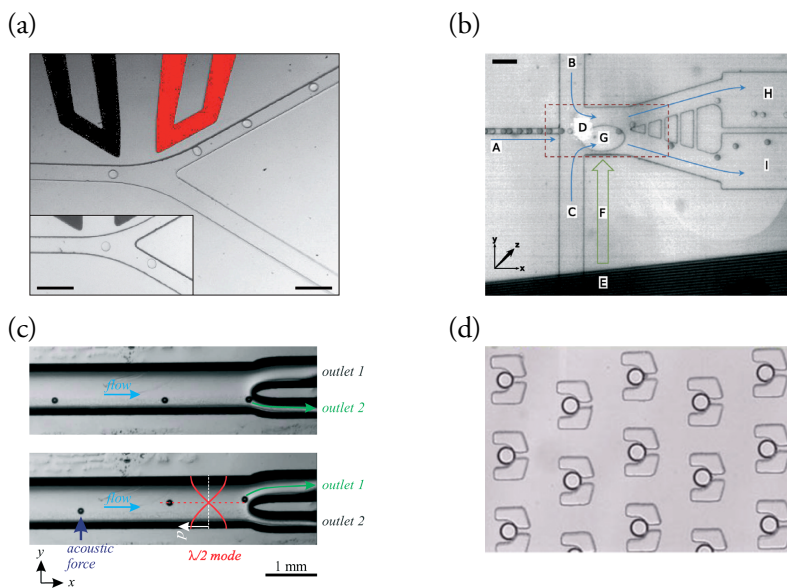 (a)
(b)
B
H
D
G
A
I
C
F
y
z
x
E
(c)
flow
outlet 1
outlet 2
flow
outlet 1
outlet 2
p
acoustic
force
λ/2 mode
y
x
1 mm
(d)